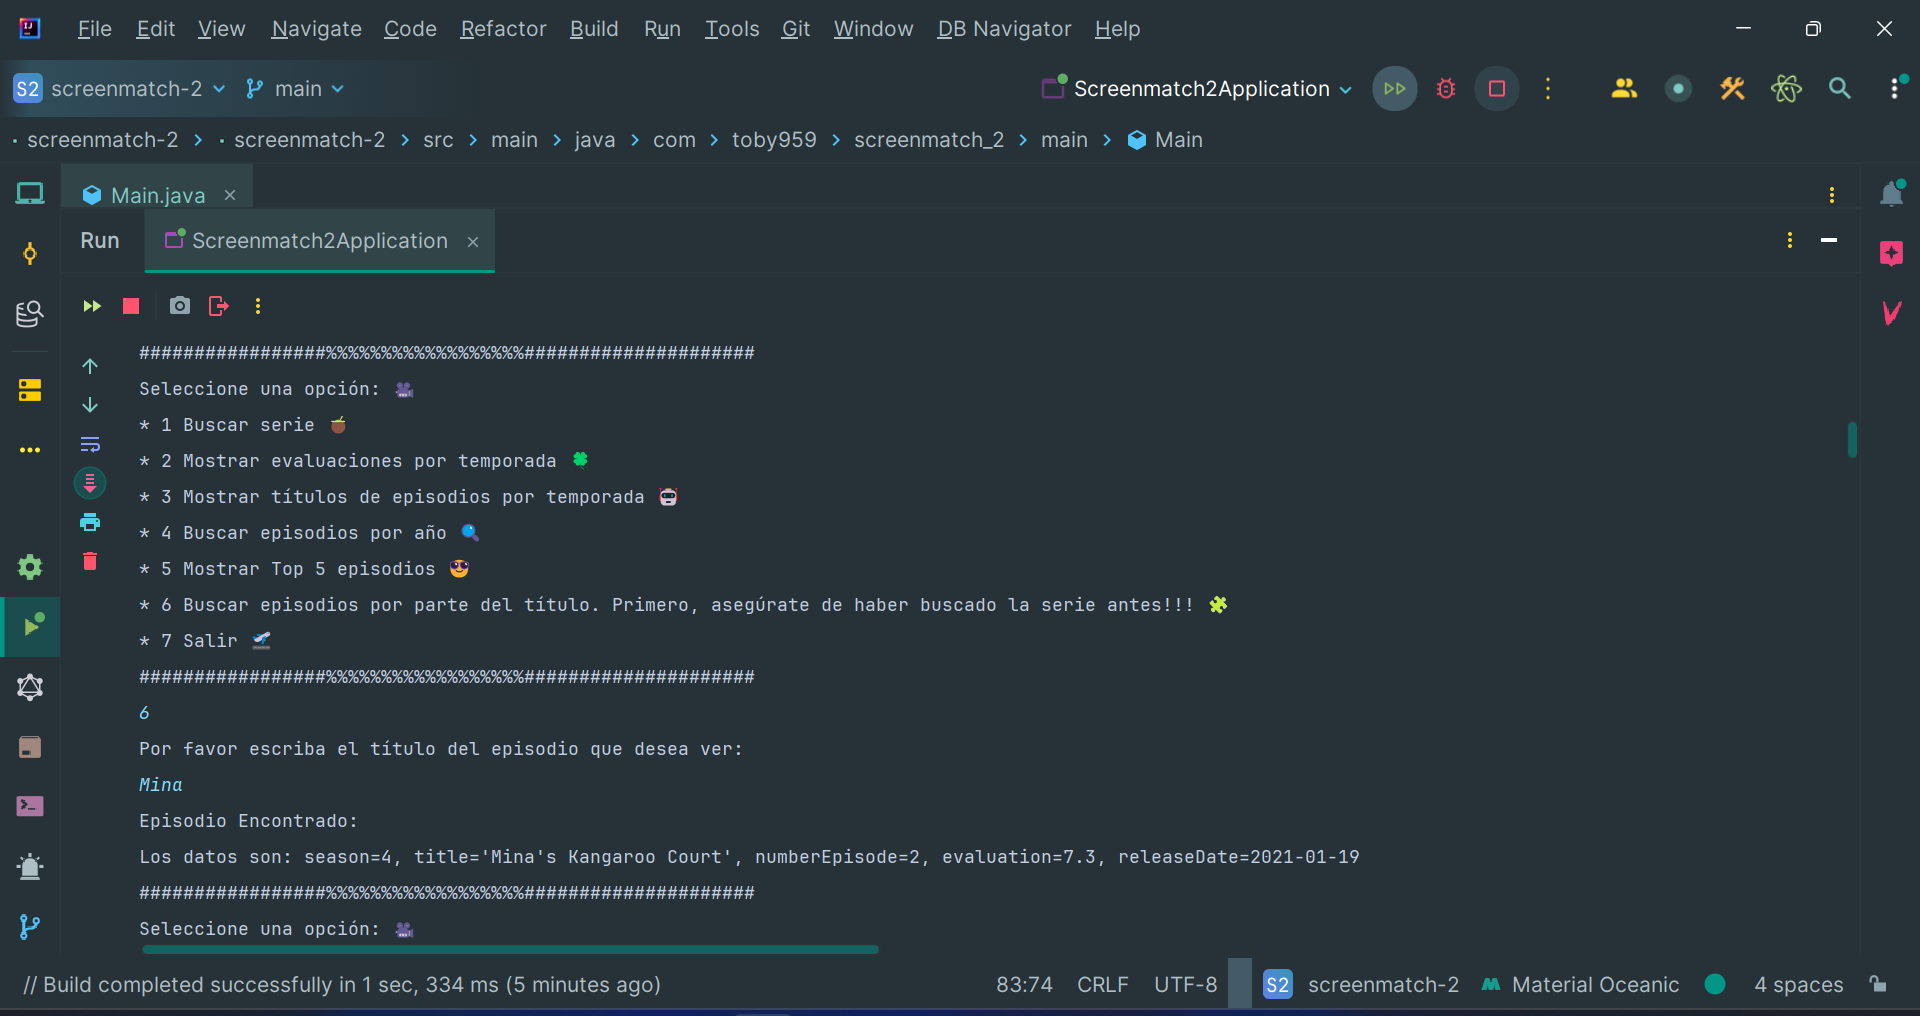 File Edit View Navigate Code Refactor Build Run Tools Git Window DB Navigator Help
S2 screenmatch-2 main Screenmatch2Application
screenmatch-2 screenmatch-2 src main java com toby959 screenmatch_2 main Main
Main.java
Run Screenmatch2Application
#################%%%%%%%%%%%%%%%%%%#####################
Seleccione una opción: 🎥
* 1 Buscar serie 🧉
* 2 Mostrar evaluaciones por temporada 🍀
* 3 Mostrar títulos de episodios por temporada 🤖
* 4 Buscar episodios por año 🔍
* 5 Mostrar Top 5 episodios 😎
* 6 Buscar episodios por parte del título. Primero, asegúrate de haber buscado la serie antes!!! 🧩
* 7 Salir 🛫
#################%%%%%%%%%%%%%%%%%%#####################
6
Por favor escriba el título del episodio que desea ver:
Mina
Episodio Encontrado:
Los datos son: season=4, title='Mina's Kangaroo Court', numberEpisode=2, evaluation=7.3, releaseDate=2021-01-19
#################%%%%%%%%%%%%%%%%%%#####################
Seleccione una opción: 🎥
// Build completed successfully in 1 sec, 334 ms (5 minutes ago) 83:74 CRLF UTF-8 S2 screenmatch-2 Material Oceanic 4 spaces